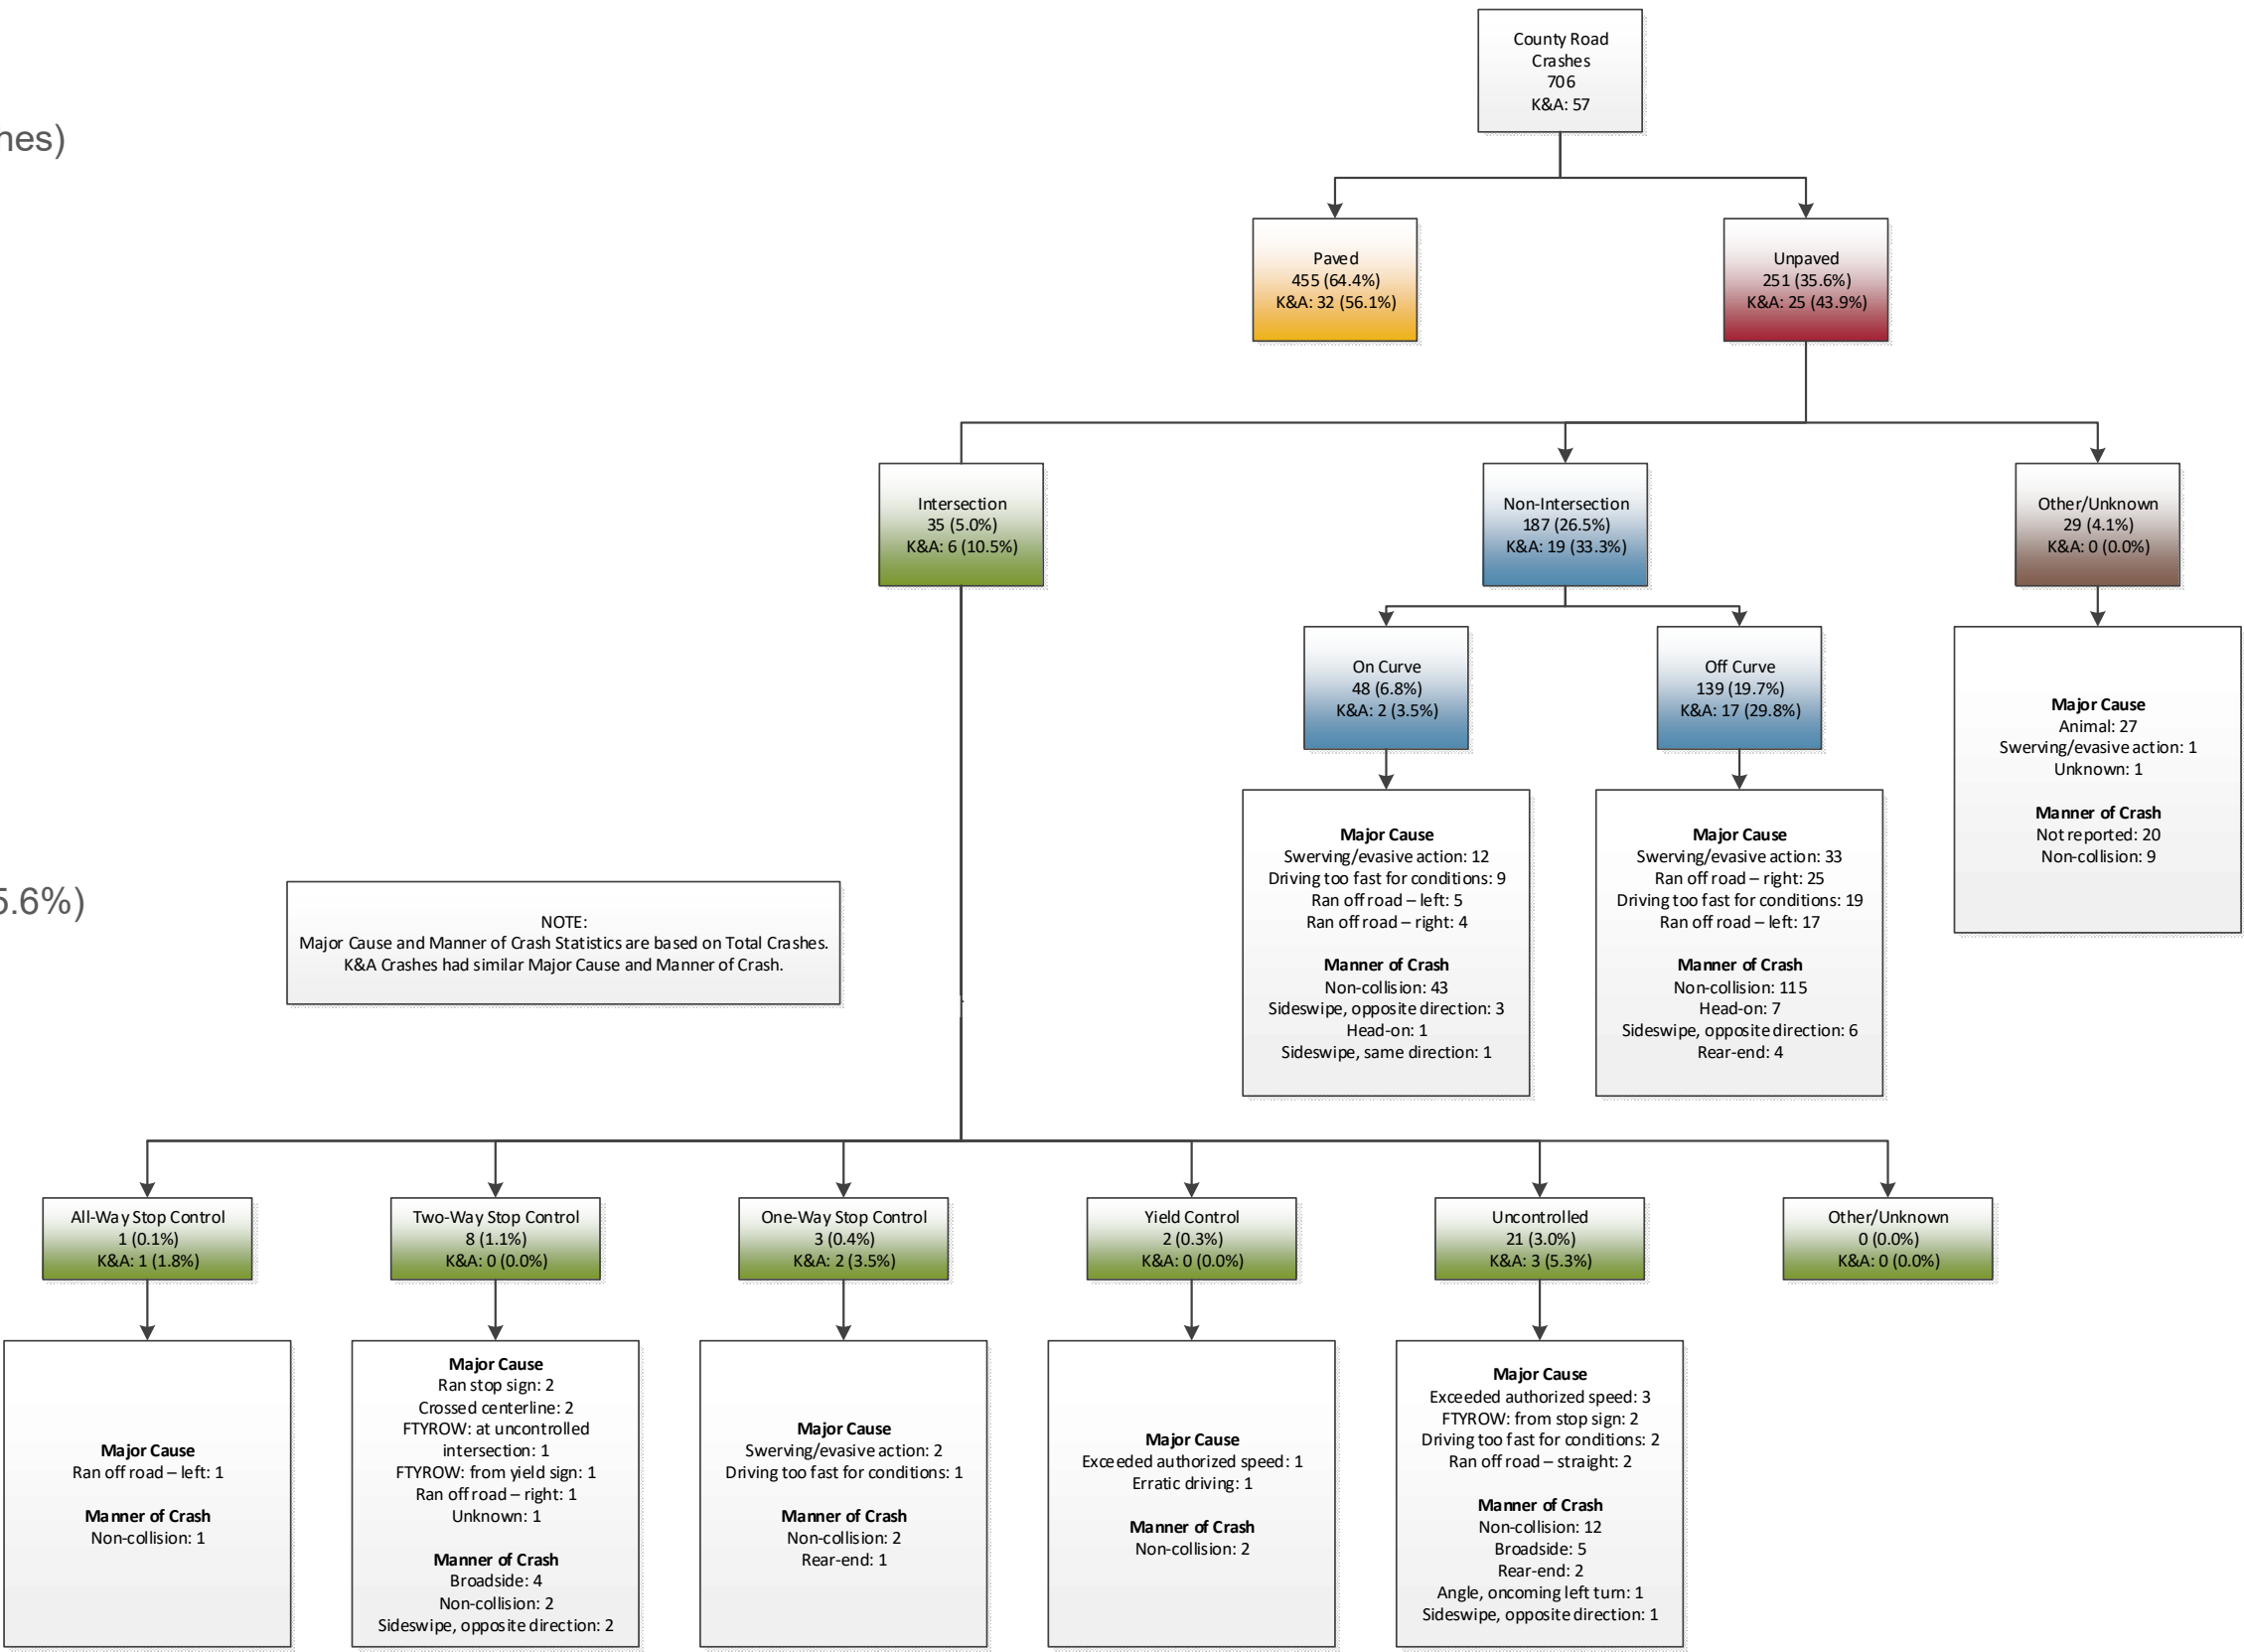 County Road
Crashes
706
K&A: 57
hes)
Paved
455 (64.4%)
K&A: 32 (56.1%)
Unpaved
251 (35.6%)
K&A: 25 (43.9%)
Intersection
35 (5.0%)
K&A: 6 (10.5%)
Non-Intersection
187 (26.5%)
K&A: 19 (33.3%)
Other/Unknown
29 (4.1%)
K&A: 0 (0.0%)
On Curve
48 (6.8%)
K&A: 2 (3.5%)
Off Curve
139 (19.7%)
K&A: 17 (29.8%)
Major Cause
Animal: 27
Swerving/evasive action: 1
Unknown: 1
Manner of Crash
Not reported: 20
Non-collision: 9
Major Cause
Swerving/evasive action: 12
Driving too fast for conditions: 9
Ran off road – left: 5
Ran off road – right: 4
Manner of Crash
Non-collision: 43
Sideswipe, opposite direction: 3
Head-on: 1
Sideswipe, same direction: 1
Major Cause
Swerving/evasive action: 33
Ran off road – right: 25
Driving too fast for conditions: 19
Ran off road – left: 17
Manner of Crash
Non-collision: 115
Head-on: 7
Sideswipe, opposite direction: 6
Rear-end: 4
5.6%)
NOTE:
Major Cause and Manner of Crash Statistics are based on Total Crashes.
K&A Crashes had similar Major Cause and Manner of Crash.
All-Way Stop Control
1 (0.1%)
K&A: 1 (1.8%)
Two-Way Stop Control
8 (1.1%)
K&A: 0 (0.0%)
One-Way Stop Control
3 (0.4%)
K&A: 2 (3.5%)
Yield Control
2 (0.3%)
K&A: 0 (0.0%)
Uncontrolled
21 (3.0%)
K&A: 3 (5.3%)
Other/Unknown
0 (0.0%)
K&A: 0 (0.0%)
Major Cause
Ran off road – left: 1
Manner of Crash
Non-collision: 1
Major Cause
Ran stop sign: 2
Crossed centerline: 2
FTYROW: at uncontrolled
intersection: 1
FTYROW: from yield sign: 1
Ran off road – right: 1
Unknown: 1
Manner of Crash
Broadside: 4
Non-collision: 2
Sideswipe, opposite direction: 2
Major Cause
Swerving/evasive action: 2
Driving too fast for conditions: 1
Manner of Crash
Non-collision: 2
Rear-end: 1
Major Cause
Exceeded authorized speed: 1
Erratic driving: 1
Manner of Crash
Non-collision: 2
Major Cause
Exceeded authorized speed: 3
FTYROW: from stop sign: 2
Driving too fast for conditions: 2
Ran off road – straight: 2
Manner of Crash
Non-collision: 12
Broadside: 5
Rear-end: 2
Angle, oncoming left turn: 1
Sideswipe, opposite direction: 1